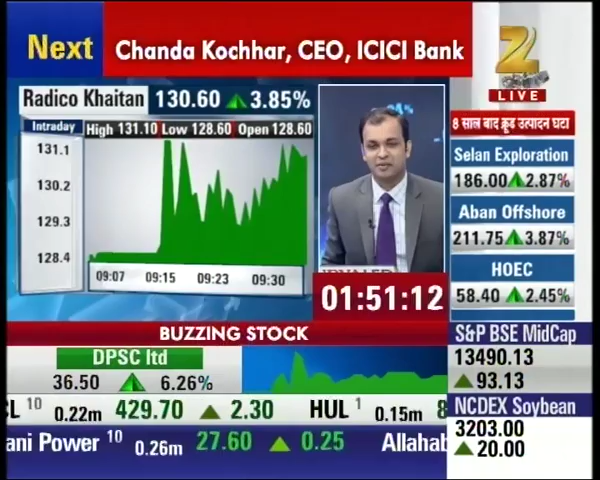 Next
Chanda Kochhar, CEO, ICICI Bank
LIVE
Radico Khaitan 130.60 3.85%
Intraday High 131.10 Low 128.60 Open 128.60
131.1
130.2
129.3
128.4
09:07 09:15 09:23 09:30
01:51:12
8 साल बाद क्रूड उत्पादन घटा
Selan Exploration
186.00 2.87%
Aban Offshore
211.75 3.87%
HOEC
58.40 2.45%
BUZZING STOCK
DPSC ltd
36.50 6.26%
S&P BSE MidCap
13490.13
93.13
NCDEX Soybean
3203.00
20.00
CL 10 0.22m 429.70 2.30 HUL 1 0.15m 8
ani Power 10 0.26m 27.60 0.25 Allahab